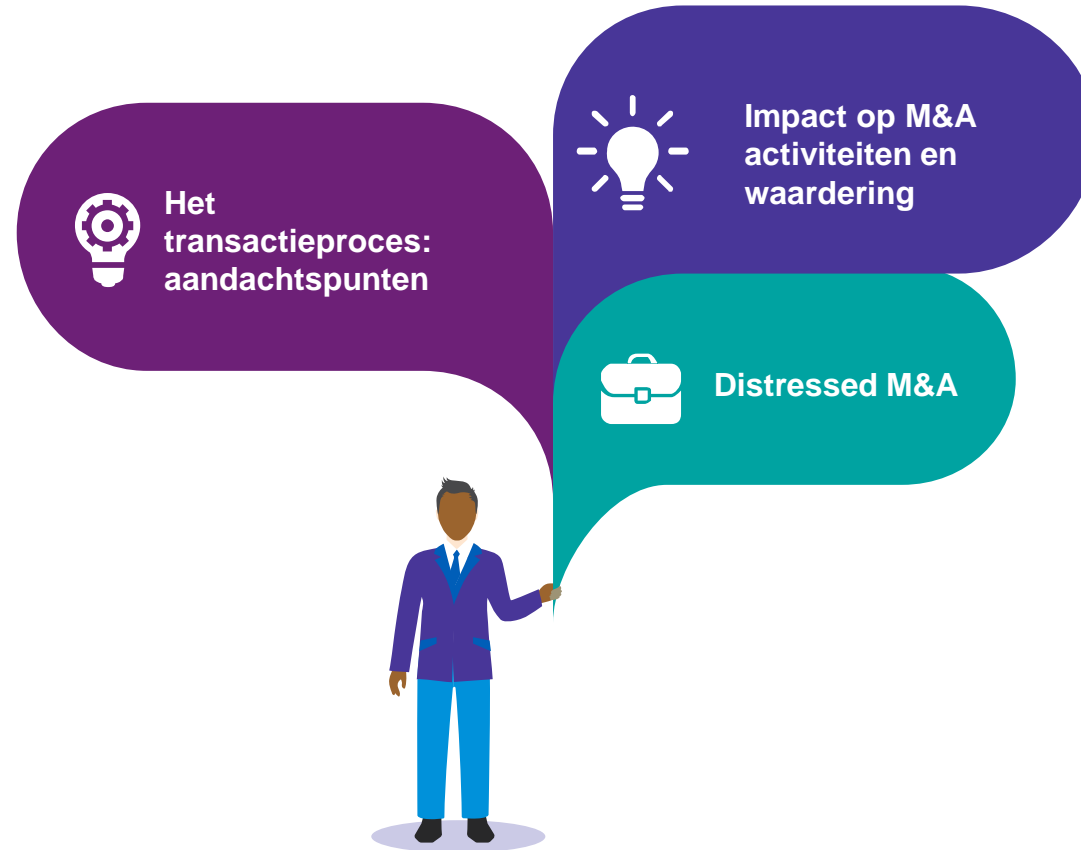 Impact op M&A
activiteiten en
waardering
Het
transactieproces:
aandachtspunten
Distressed M&A